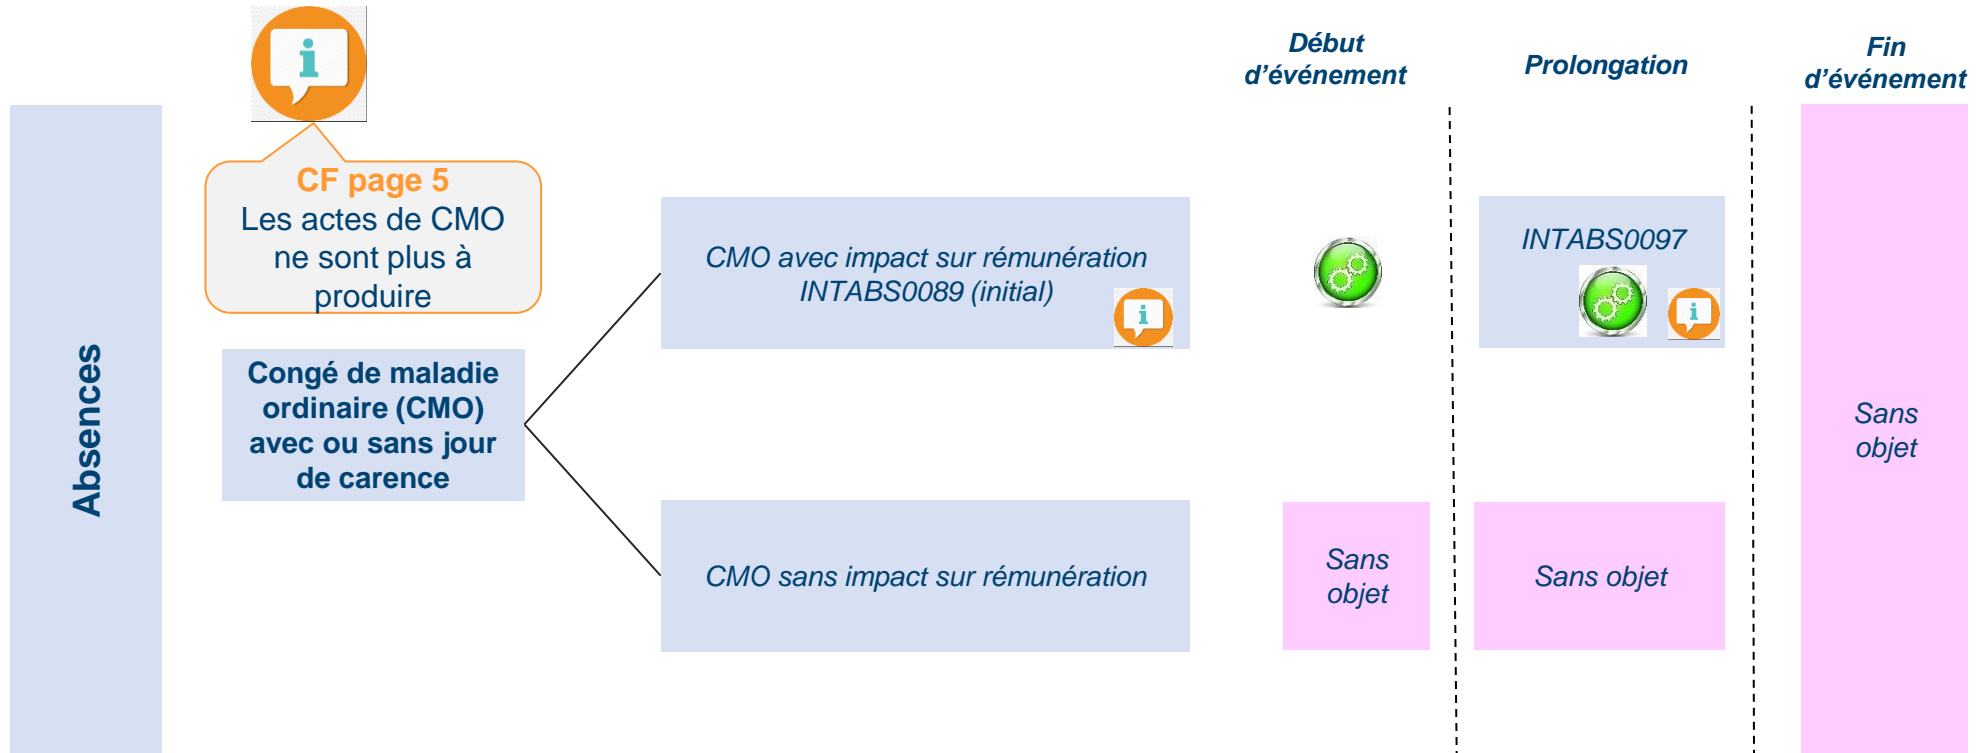 Début
d’événement
Prolongation
Fin
d’événement
Absences
CF page 5
Les actes de CMO
ne sont plus à
produire
Congé de maladie
ordinaire (CMO)
avec ou sans jour
de carence
CMO avec impact sur rémunération
INTABS0089 (initial)
INTABS0097
CMO sans impact sur rémunération
Sans
objet
Sans objet
Sans
objet